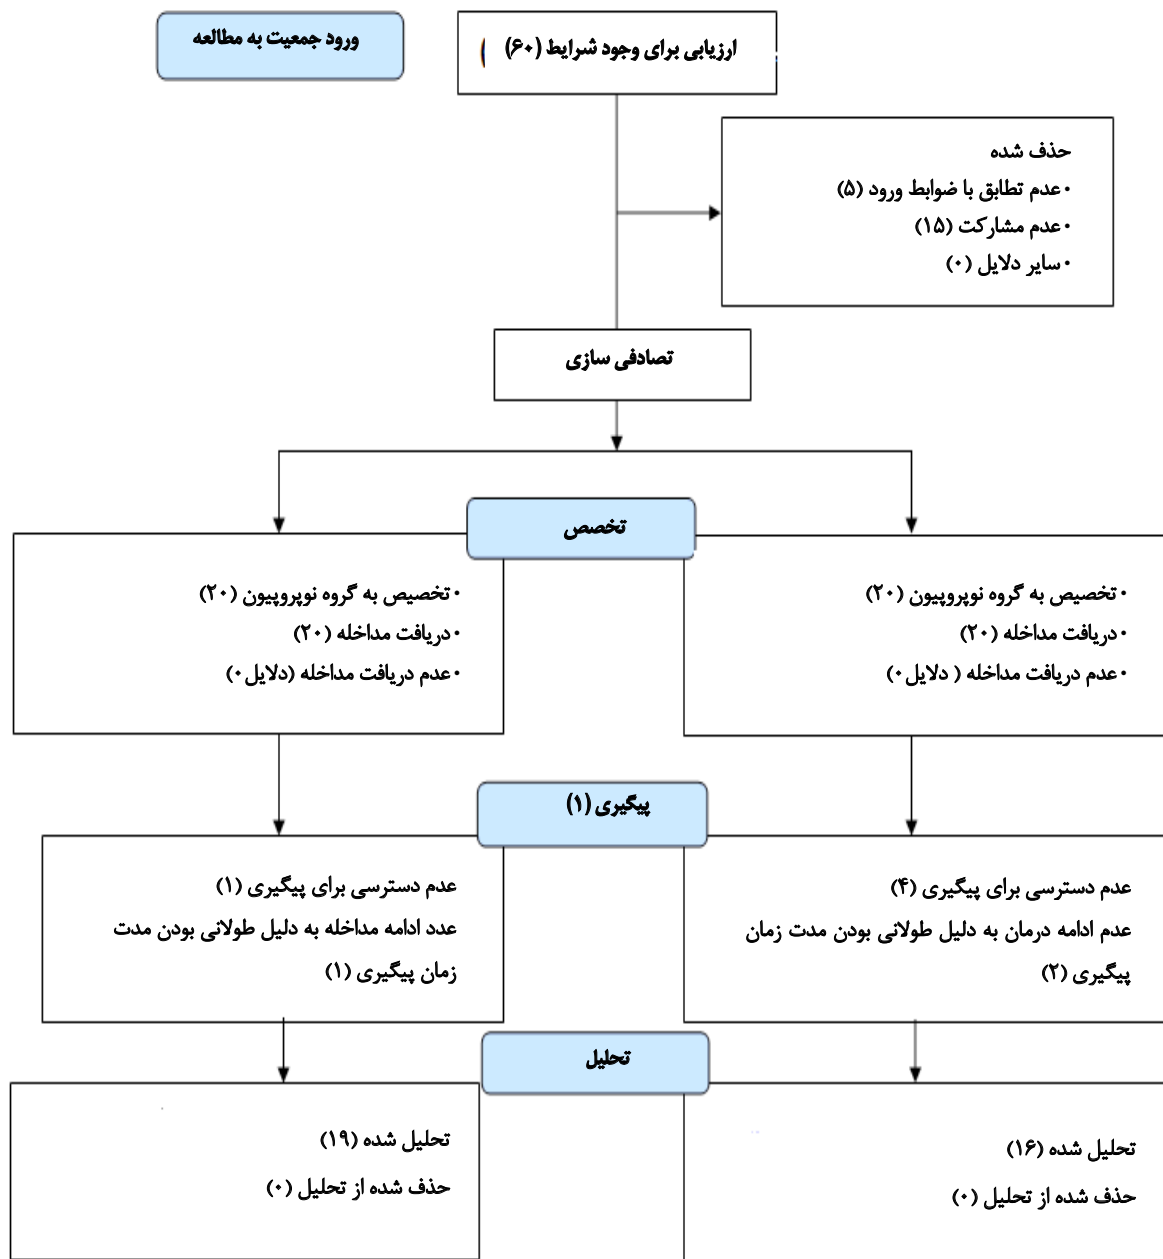 ورود جمعیت به مطالعه
ارزیابی برای وجود شرایط (۶۰) )
حذف شده
•عدم تطابق با ضوابط ورود (۵)
•عدم مشارکت (۱۵)
•سایر دلایل (۰)
تصادفی سازی
تخصص
•تخصیص به گروه نوپروپیون (۲۰)
•دریافت مداخله (۲۰)
•عدم دریافت مداخله ( دلایل۰)
•تخصیص به گروه نوپروپیون (۲۰)
•دریافت مداخله (۲۰)
•عدم دریافت مداخله (دلایل۰)
پیگیری (۱)
عدم دسترسی برای پیگیری (۴)
عدم ادامه درمان به دلیل طولانی بودن مدت زمان
پیگیری (۲)
عدم دسترسی برای پیگیری (۱)
عدد ادامه مداخله به دلیل طولانی بودن مدت
زمان پیگیری (۱)
تحلیل
تحلیل شده (۱۶)
حذف شده از تحلیل (۰)
تحلیل شده (۱۹)
حذف شده از تحلیل (۰)